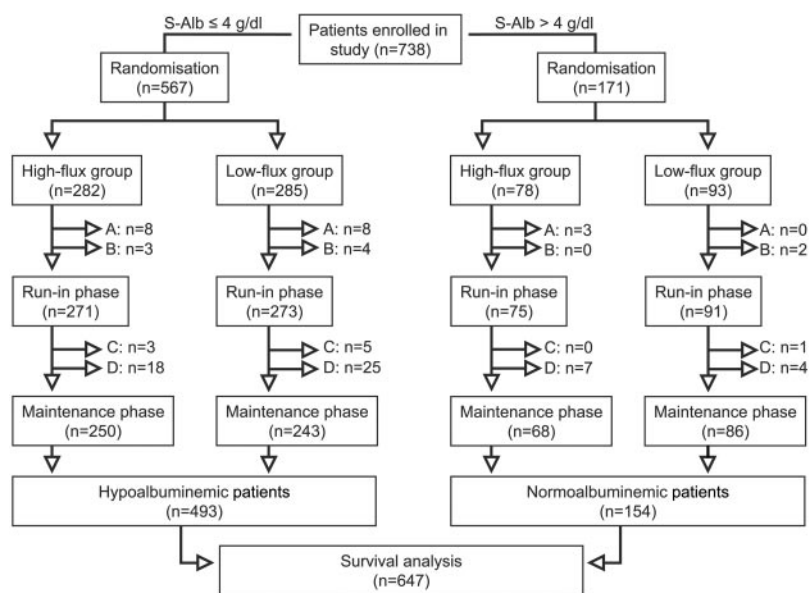 S-Alb ≤ 4 g/dl
Patients enrolled in
study (n=738)
S-Alb > 4 g/dl
Randomisation
(n=567)
Randomisation
(n=171)
High-flux group
(n=282)
Low-flux group
(n=285)
High-flux group
(n=78)
Low-flux group
(n=93)
A: n=8
B: n=3
A: n=8
B: n=4
A: n=3
B: n=0
A: n=0
B: n=2
Run-in phase
(n=271)
Run-in phase
(n=273)
Run-in phase
(n=75)
Run-in phase
(n=91)
C: n=3
D: n=18
C: n=5
D: n=25
C: n=0
D: n=7
C: n=1
D: n=4
Maintenance phase
(n=250)
Maintenance phase
(n=243)
Maintenance phase
(n=68)
Maintenance phase
(n=86)
Hypoalbuminemic patients
(n=493)
Normoalbuminemic patients
(n=154)
Survival analysis
(n=647)